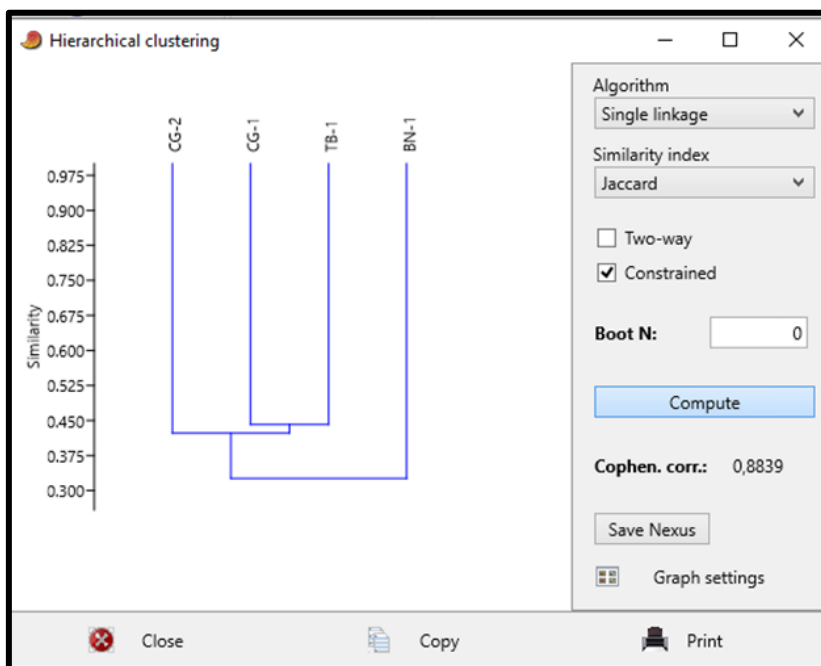 Hierarchical clustering
CG-2
CG-1
TB-1
BN-1
0.975
0.900
0.825
0.750
0.675
0.600
0.525
0.450
0.375
0.300
Similarity
Algorithm
Single linkage
Similarity index
Jaccard
Two-way
Constrained
Boot N: 0
Compute
Cophen. corr.: 0,8839
Save Nexus
Graph settings
Close Copy Print